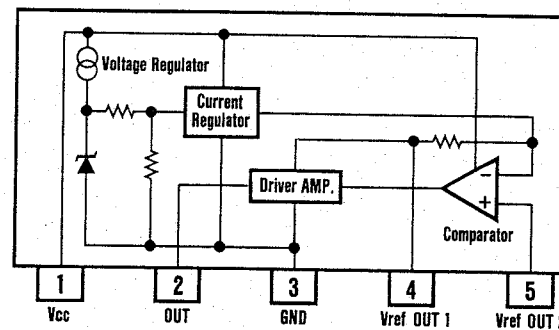 Voltage Regulator
Current
Regulator
Driver AMP.
−
+
Comparator
1
2
3
4
5
Vcc
OUT
GND
Vref OUT 1
Vref OUT